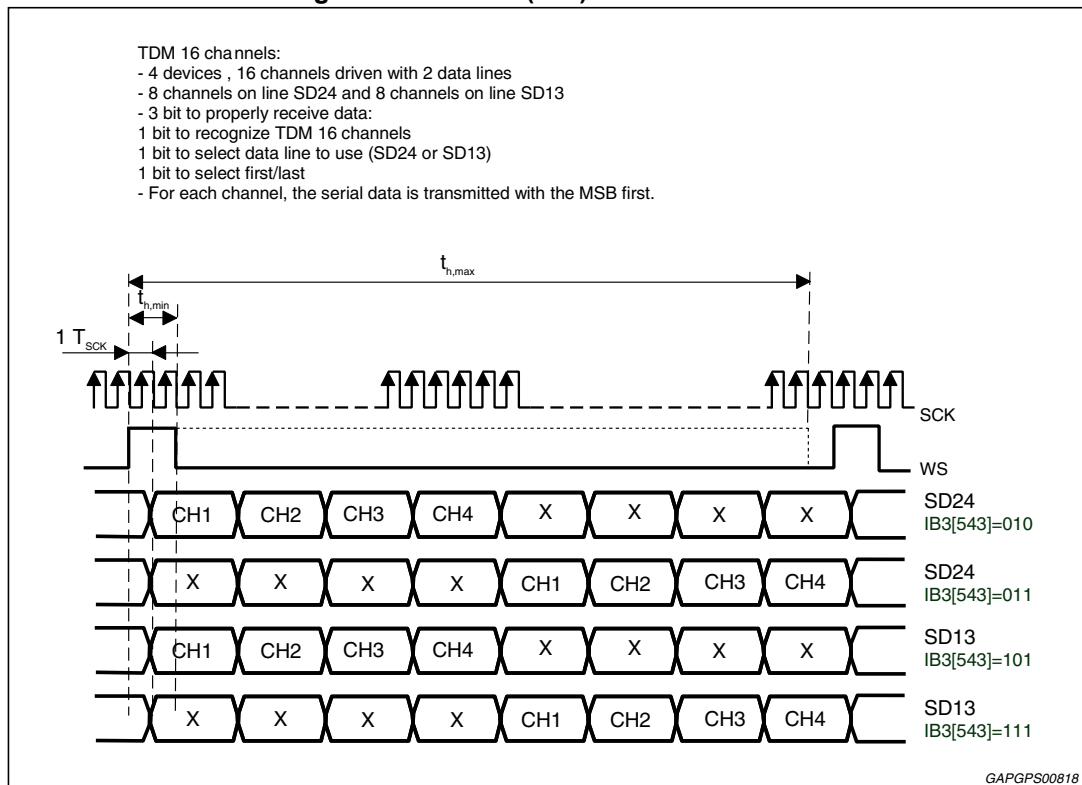 TDM 16 channels:
- 4 devices , 16 channels driven with 2 data lines
- 8 channels on line SD24 and 8 channels on line SD13
- 3 bit to properly receive data:
1 bit to recognize TDM 16 channels
1 bit to select data line to use (SD24 or SD13)
1 bit to select first/last
- For each channel, the serial data is transmitted with the MSB first.
th,max
th,min
1 TSCK
SCK
WS
CH1 CH2 CH3 CH4 X X X X SD24
IB3[543]=010
X X X X CH1 CH2 CH3 CH4 SD24
IB3[543]=011
CH1 CH2 CH3 CH4 X X X X SD13
IB3[543]=101
X X X X CH1 CH2 CH3 CH4 SD13
IB3[543]=111
GAPGPS00818